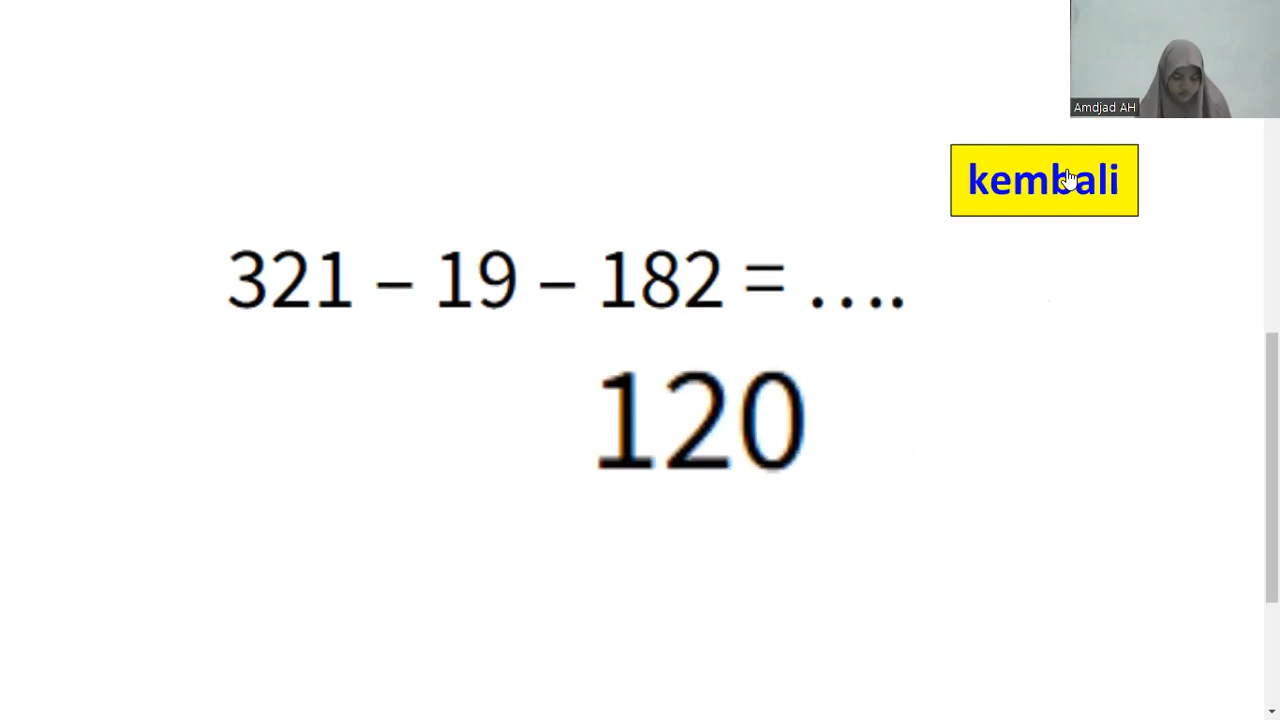 Amdjad AH
kembali
321 – 19 – 182 = ….
120